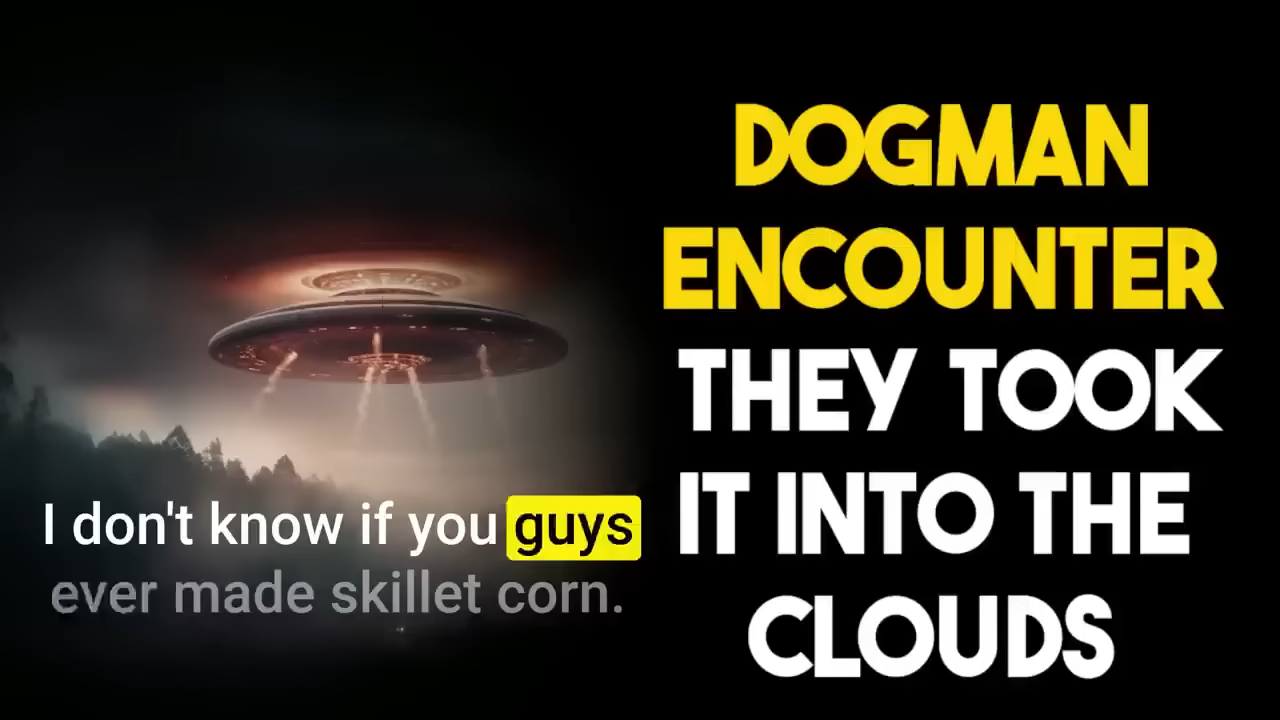 DOGMAN
ENCOUNTER
THEY TOOK
IT INTO THE
CLOUDS
I don't know if you guys
ever made skillet corn.